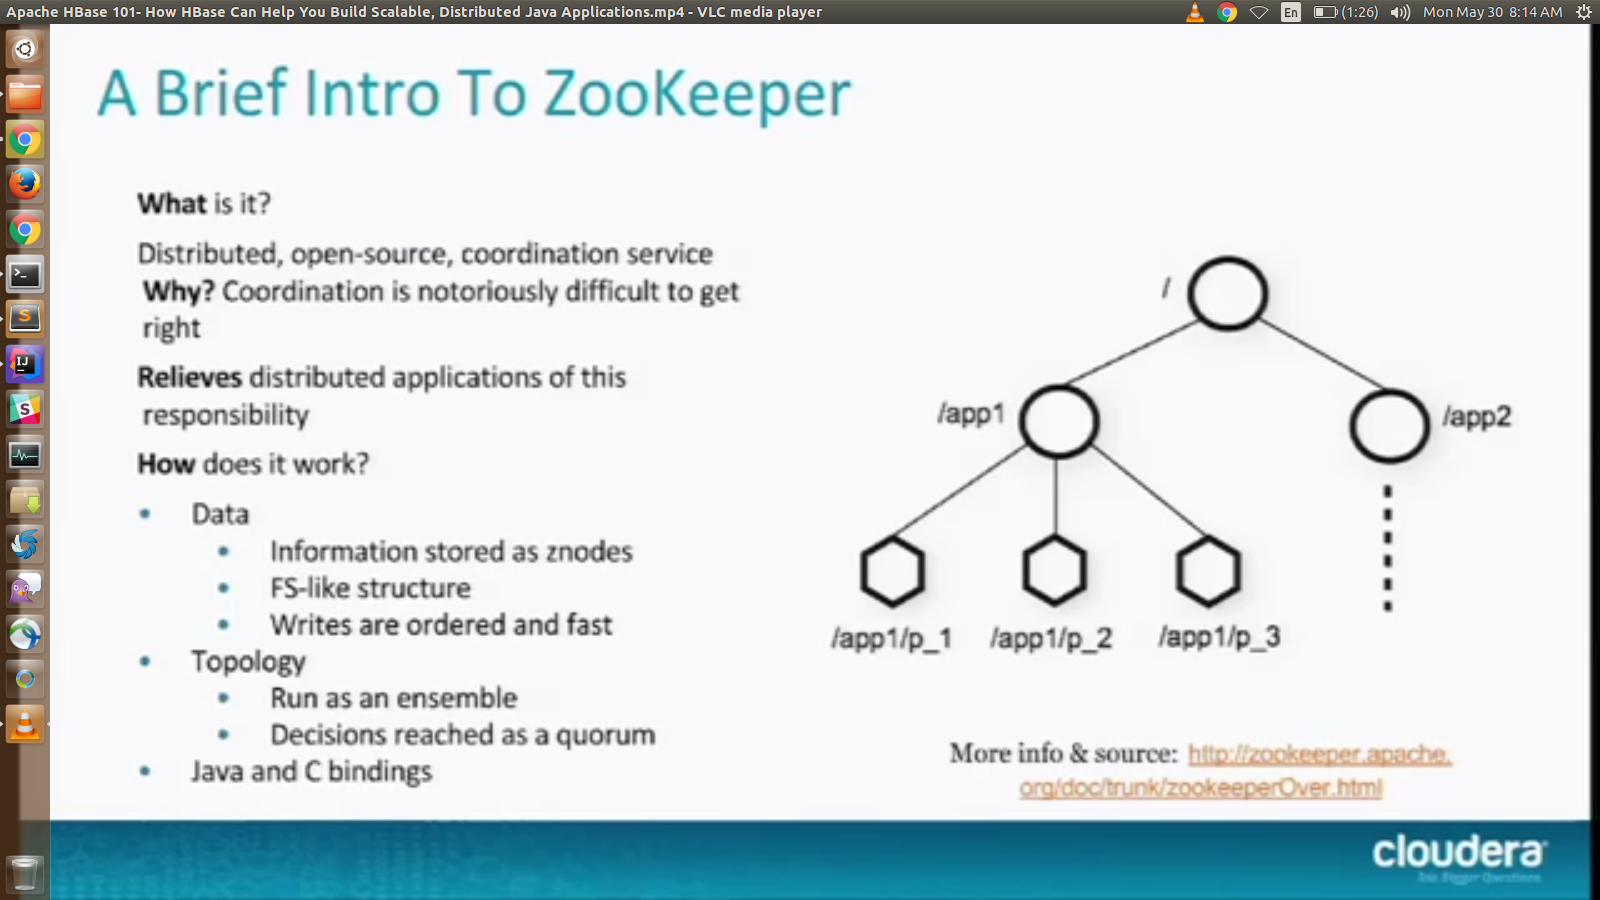 Apache HBase 101- How HBase Can Help You Build Scalable, Distributed Java Applications.mp4 - VLC media player
En (1:26) Mon May 30 8:14 AM
A Brief Intro To ZooKeeper
What is it?
Distributed, open-source, coordination service
Why? Coordination is notoriously difficult to get
right
Relieves distributed applications of this
responsibility
How does it work?
• Data
• Information stored as znodes
• FS-like structure
• Writes are ordered and fast
• Topology
• Run as an ensemble
• Decisions reached as a quorum
• Java and C bindings
/
/app1
/app2
/app1/p_1 /app1/p_2 /app1/p_3
More info & source: http://zookeeper.apache.
org/doc/trunk/zookeeperOver.html
cloudera
Ask Bigger Questions
IJ
S
S